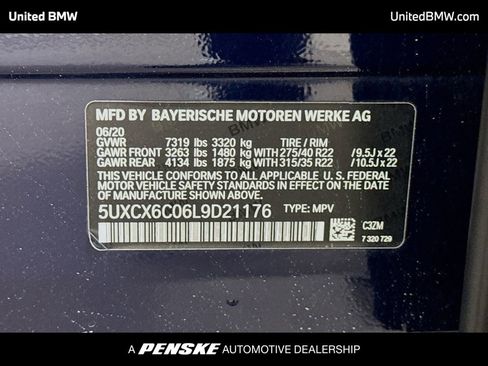 United BMW
UnitedBMW.com
MFD BY BAYERISCHE MOTOREN WERKE AG
06/20
GVWR 7319 lbs 3320 kg TIRE / RIM
GAWR FRONT 3263 lbs 1480 kg 275/40 R22 / 9.5J x 22
GAWR REAR 4134 lbs 1875 kg 315/35 R22 / 10.5J x 22
THIS VEHICLE CONFORMS TO ALL APPLICABLE U. S. FEDERAL
MOTOR VEHICLE SAFETY STANDARDS IN EFFECT ON THE DATE
OF MANUFACTURE SHOWN ABOVE.
5UXCX6C06L9D21176 TYPE: MPV
C3ZM
7 320 729
A PENSKE AUTOMOTIVE DEALERSHIP